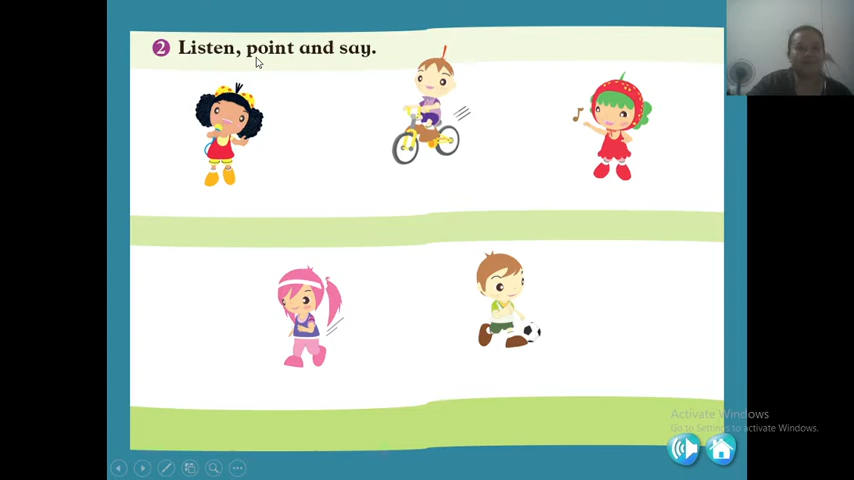 2 Listen, point and say.
Activate Windows
Go to Settings to activate Windows.